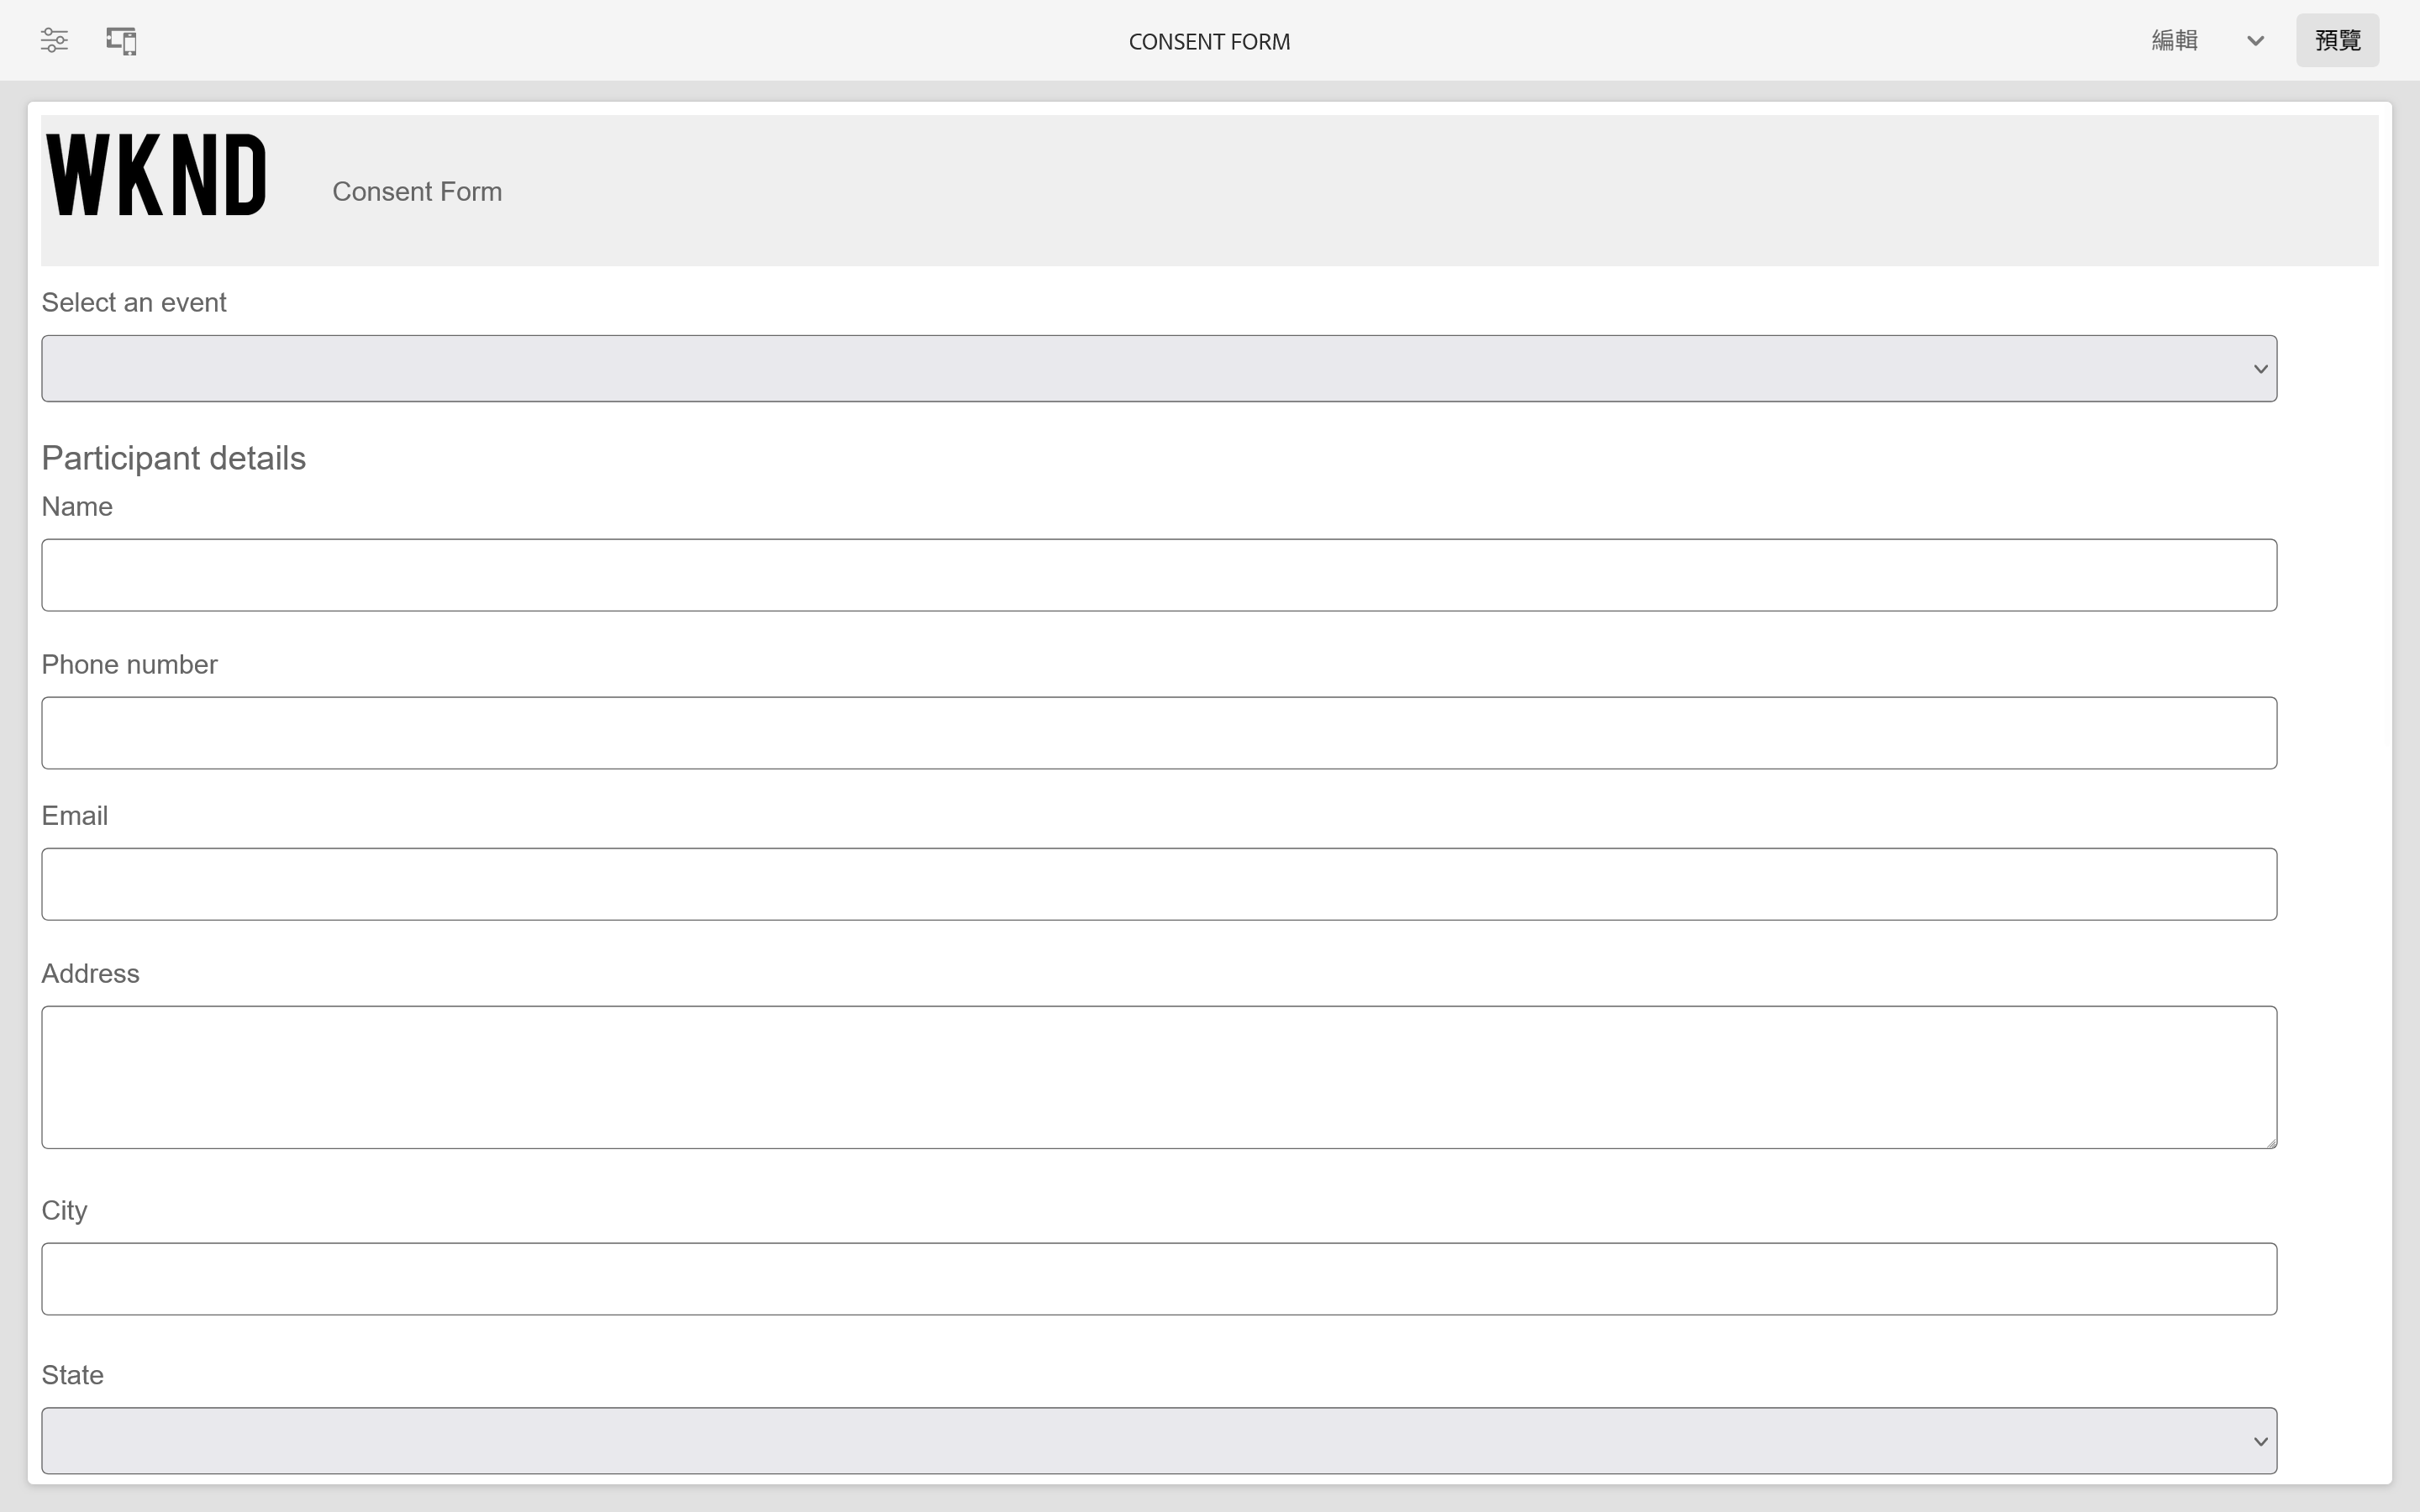 CONSENT FORM
編輯
預覽
WKND
Consent Form
Select an event
Participant details
Name
Phone number
Email
Address
City
State